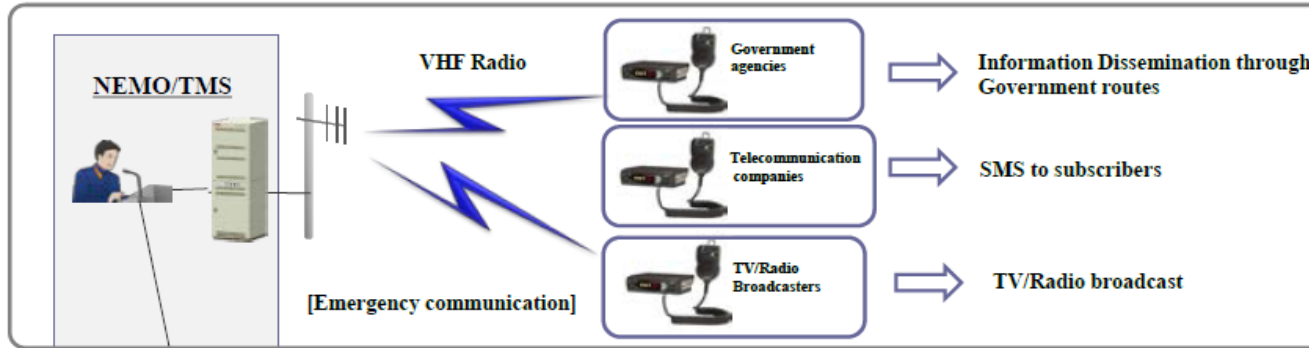 NEMO/TMS
VHF Radio
[Emergency communication]
Government
agencies
Information Dissemination through
Government routes
Telecommunication
companies
SMS to subscribers
TV/Radio
Broadcasters
TV/Radio broadcast